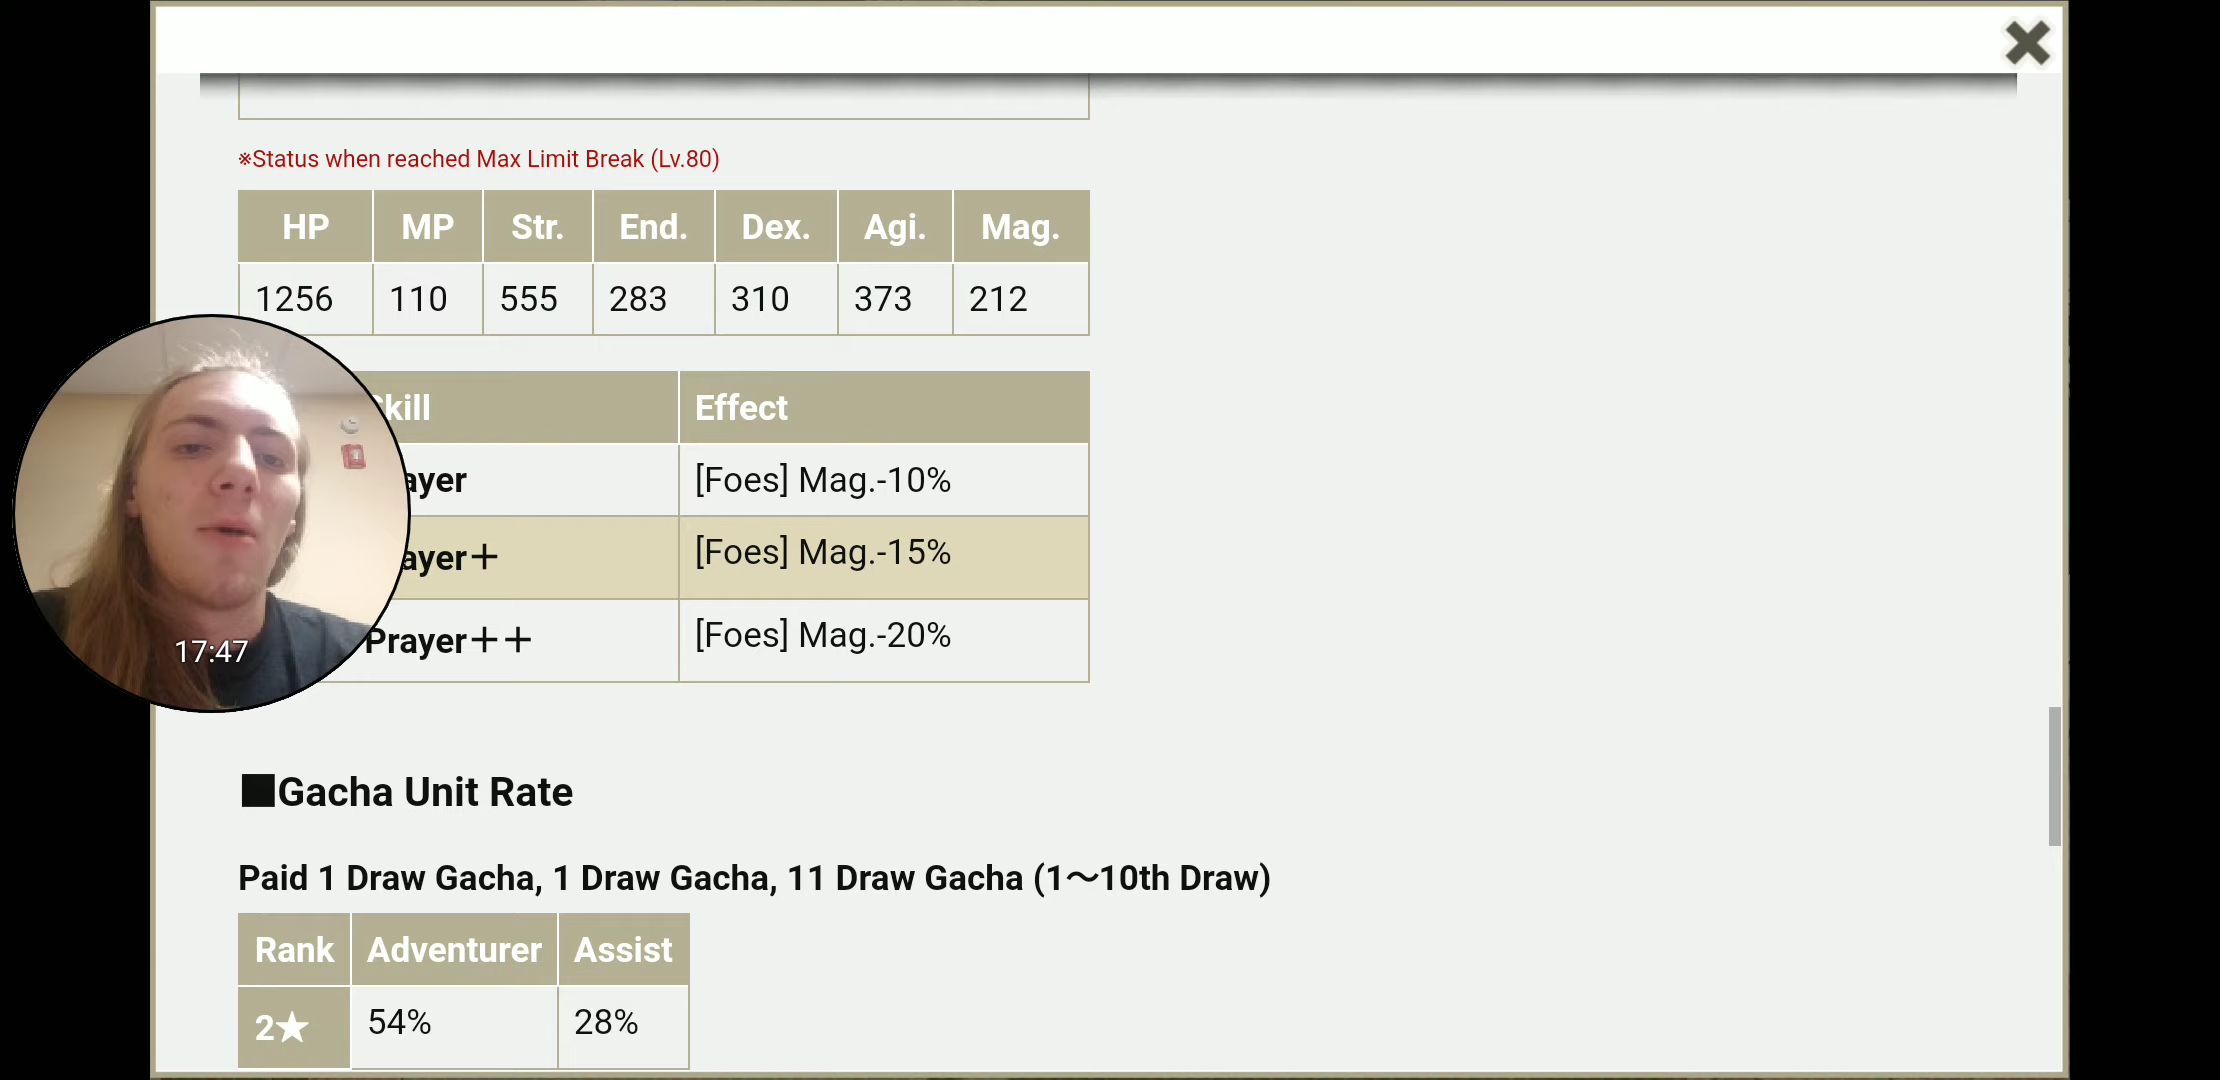 ※Status when reached Max Limit Break (Lv.80)
HP MP Str. End. Dex. Agi. Mag.
1256 110 555 283 310 373 212
Effect
[Foes] Mag.-10%
[Foes] Mag.-15%
Prayer＋＋ [Foes] Mag.-20%
17:47
■Gacha Unit Rate
Paid 1 Draw Gacha, 1 Draw Gacha, 11 Draw Gacha (1～10th Draw)
Rank Adventurer Assist
2★ 54% 28%